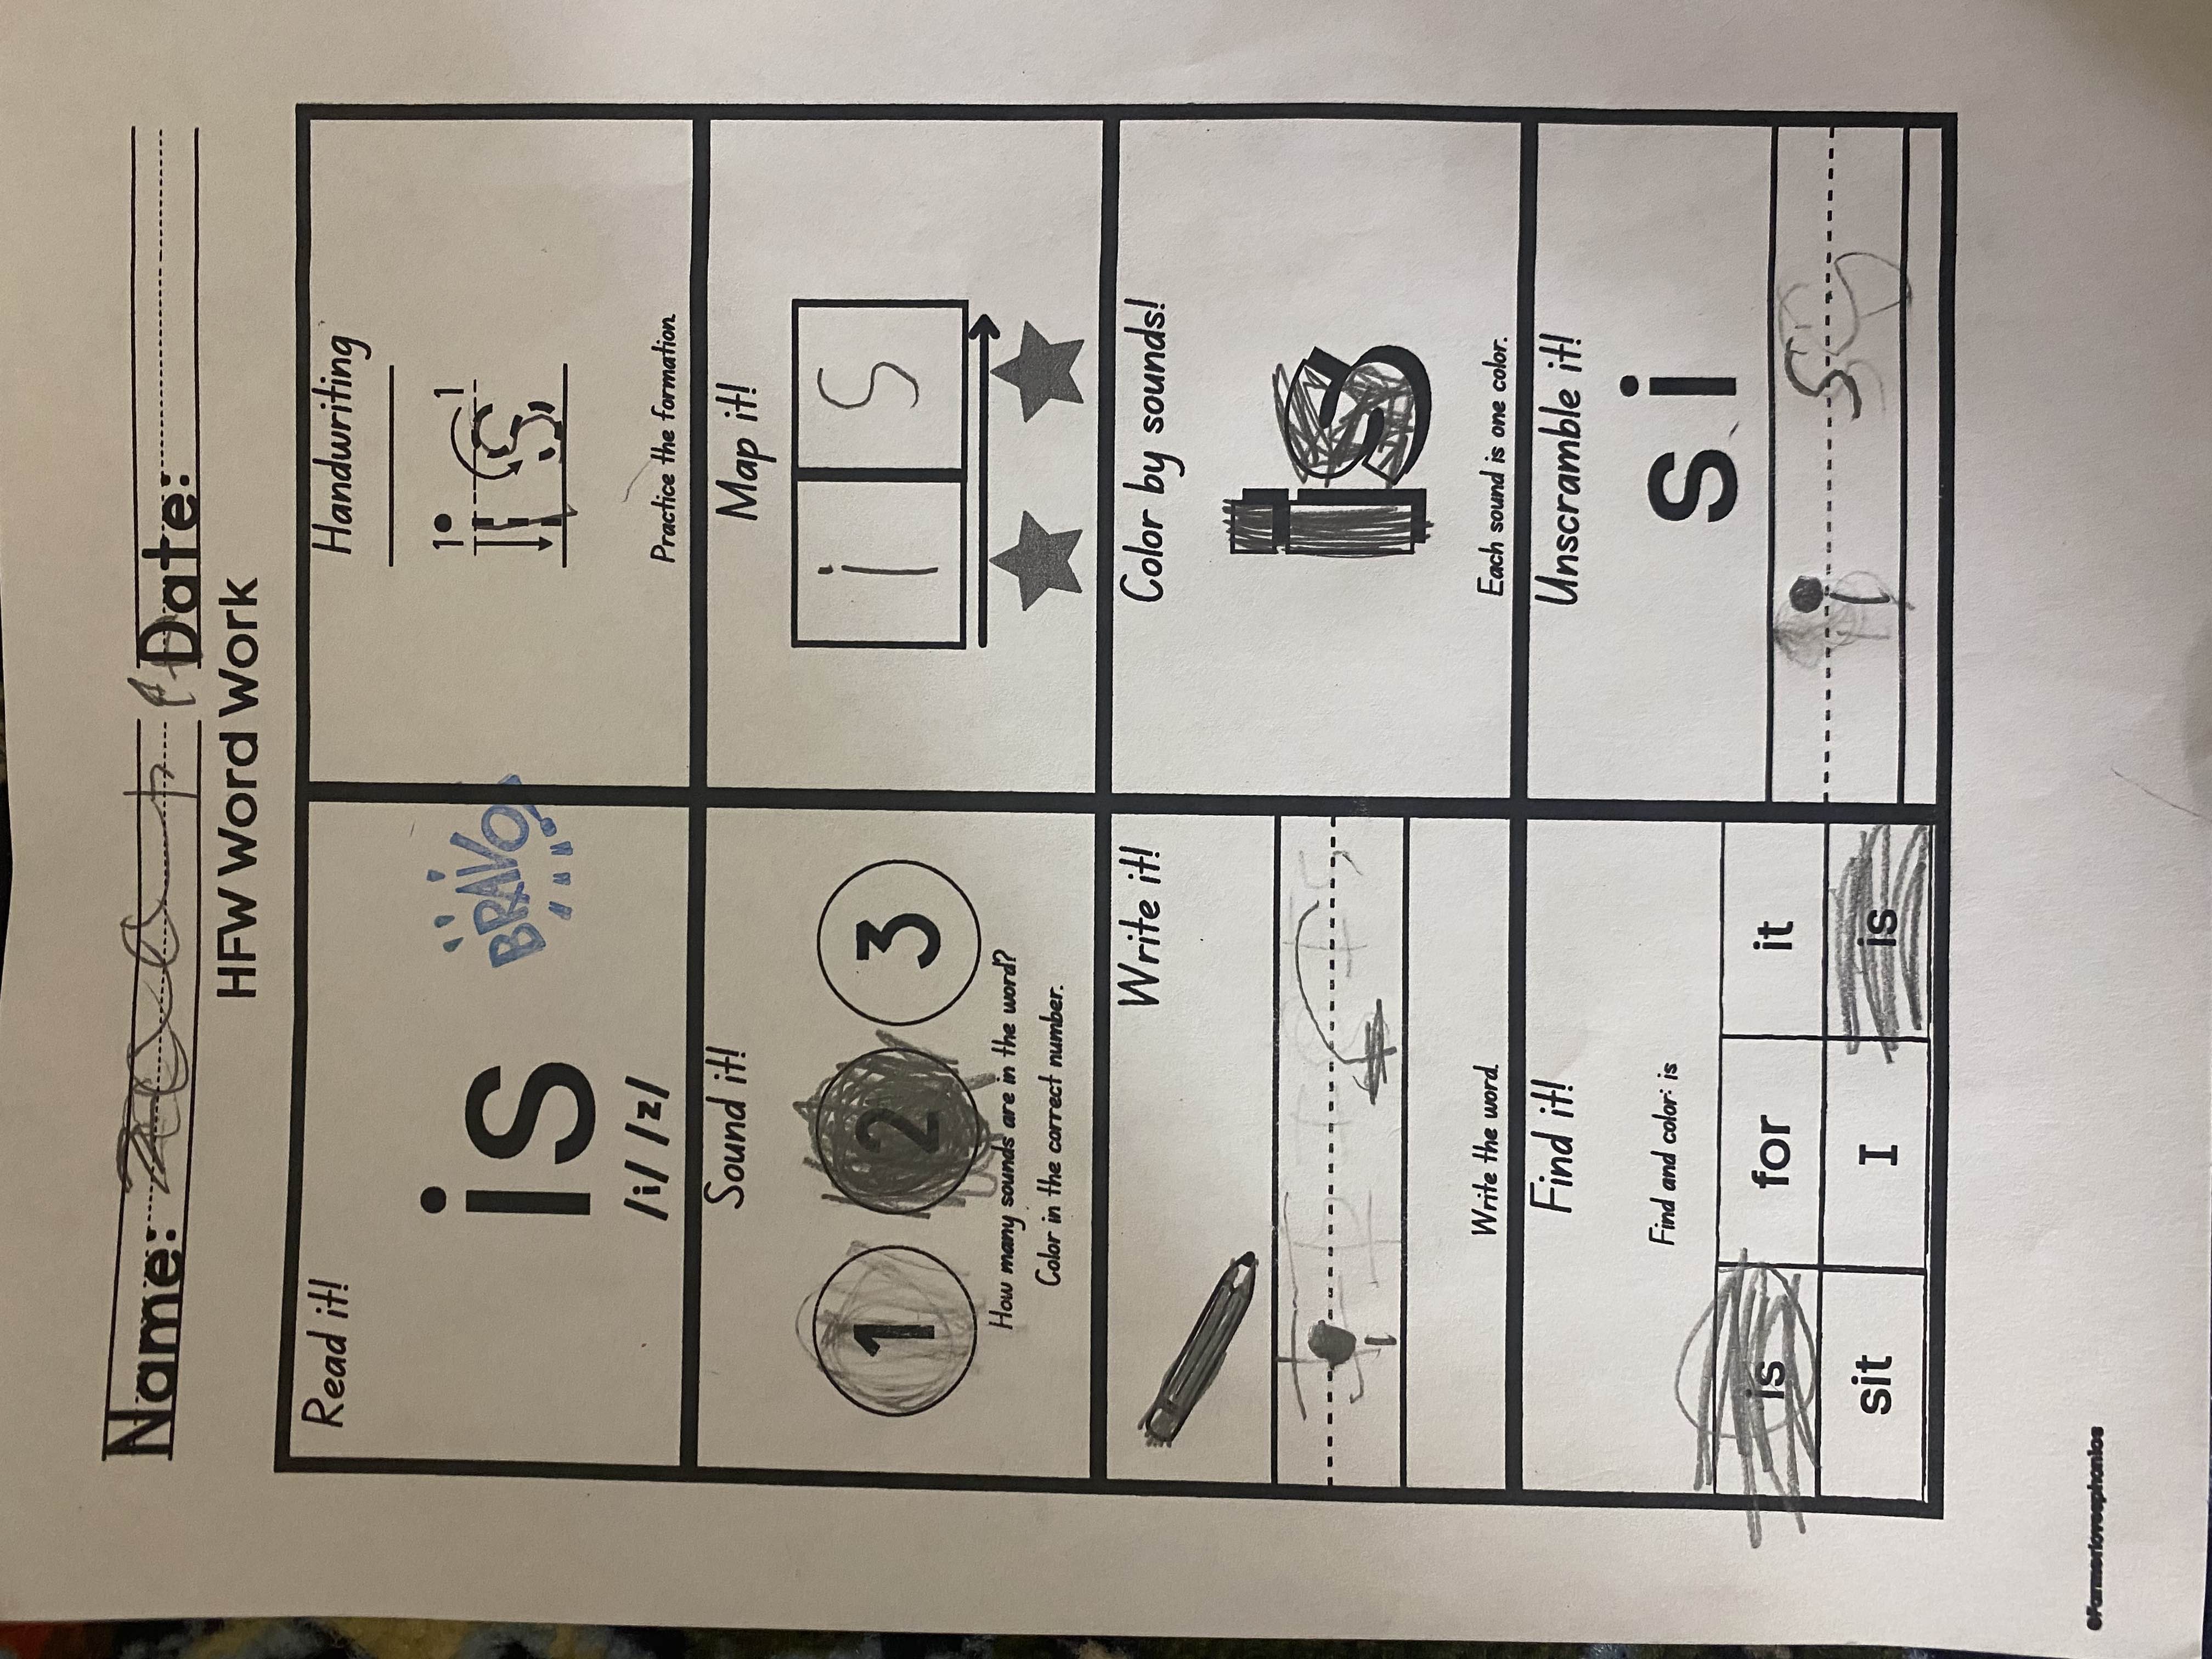 Name: Date:
HFW Word Work
Read it!
is
/i/ /z/
BRAVO!
Handwriting
1 1
is
Practice the formation.
Sound it!
1 2 3
How many sounds are in the word?
Color in the correct number.
Map it!
i s
Write it!
Write the word.
Color by sounds!
is
Each sound is one color.
Find it!
Find and color: is
is for it
sit I is
Unscramble it!
s i
i s
©Farmerlovesphonics